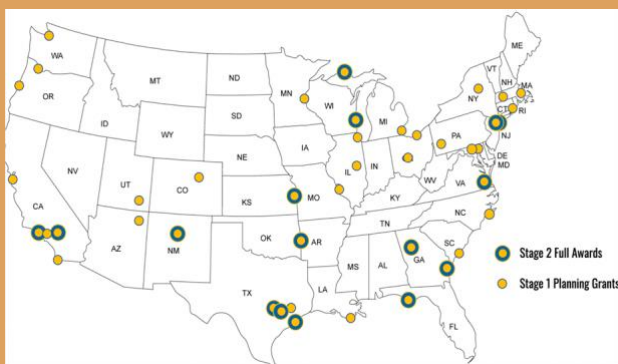 ME
WA
VT
NH
MT
ND
MN
MA
OR
NY
ID
SD
WI
MI
CT
RI
WY
PA
NJ
IA
NE
OH
NV
IL
IN
DE
MD
UT
CO
WV
VA
CA
KS
MO
KY
NC
TN
OK
AR
SC
AZ
NM
MS
AL
GA
Stage 2 Full Awards
TX
LA
Stage 1 Planning Grants
FL